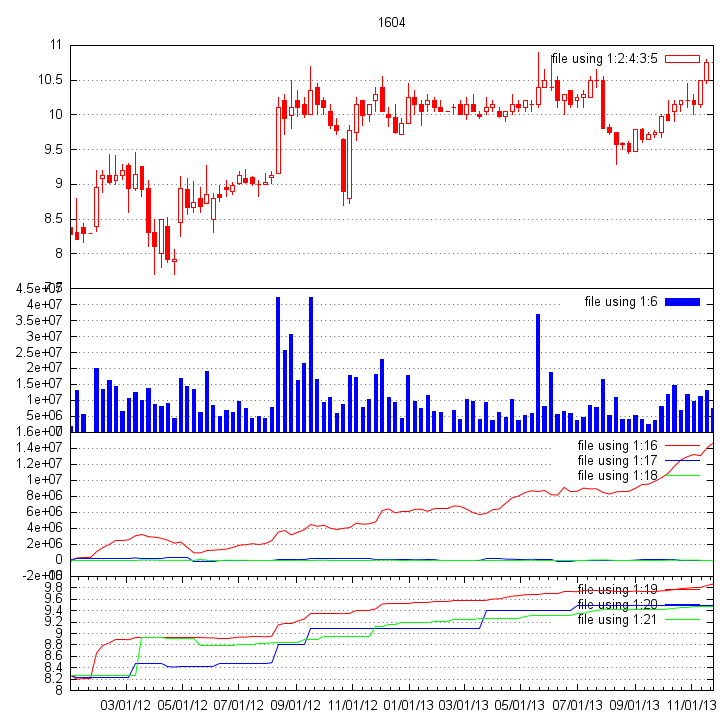 1604
11
file using 1:2:4:3:5
10.5
10
9.5
9
8.5
8
4.5e+07
file using 1:6
4e+07
3.5e+07
3e+07
2.5e+07
2e+07
1.5e+07
1e+07
5e+06
1.6e+07
file using 1:16
1.4e+07
file using 1:17
1.2e+07
file using 1:18
1e+07
8e+06
6e+06
4e+06
2e+06
0
-2e+06
9.8
file using 1:19
9.6
file using 1:20
9.4
file using 1:21
9.2
9
8.8
8.6
8.4
8.2
8
03/01/12 05/01/12 07/01/12 09/01/12 11/01/12 01/01/13 03/01/13 05/01/13 07/01/13 09/01/13 11/01/13